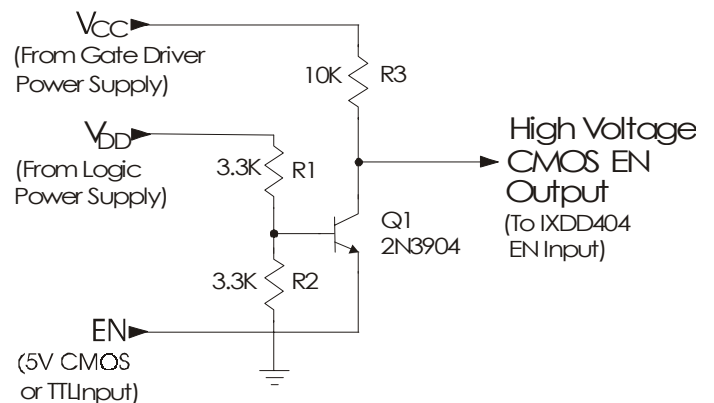 VCC
(From Gate Driver
Power Supply)
10K R3
VDD
(From Logic
Power Supply)
3.3K R1
High Voltage
CMOS EN
Output
(To IXDD404
EN Input)
Q1
2N3904
3.3K R2
EN
(5V CMOS
or TTLInput)